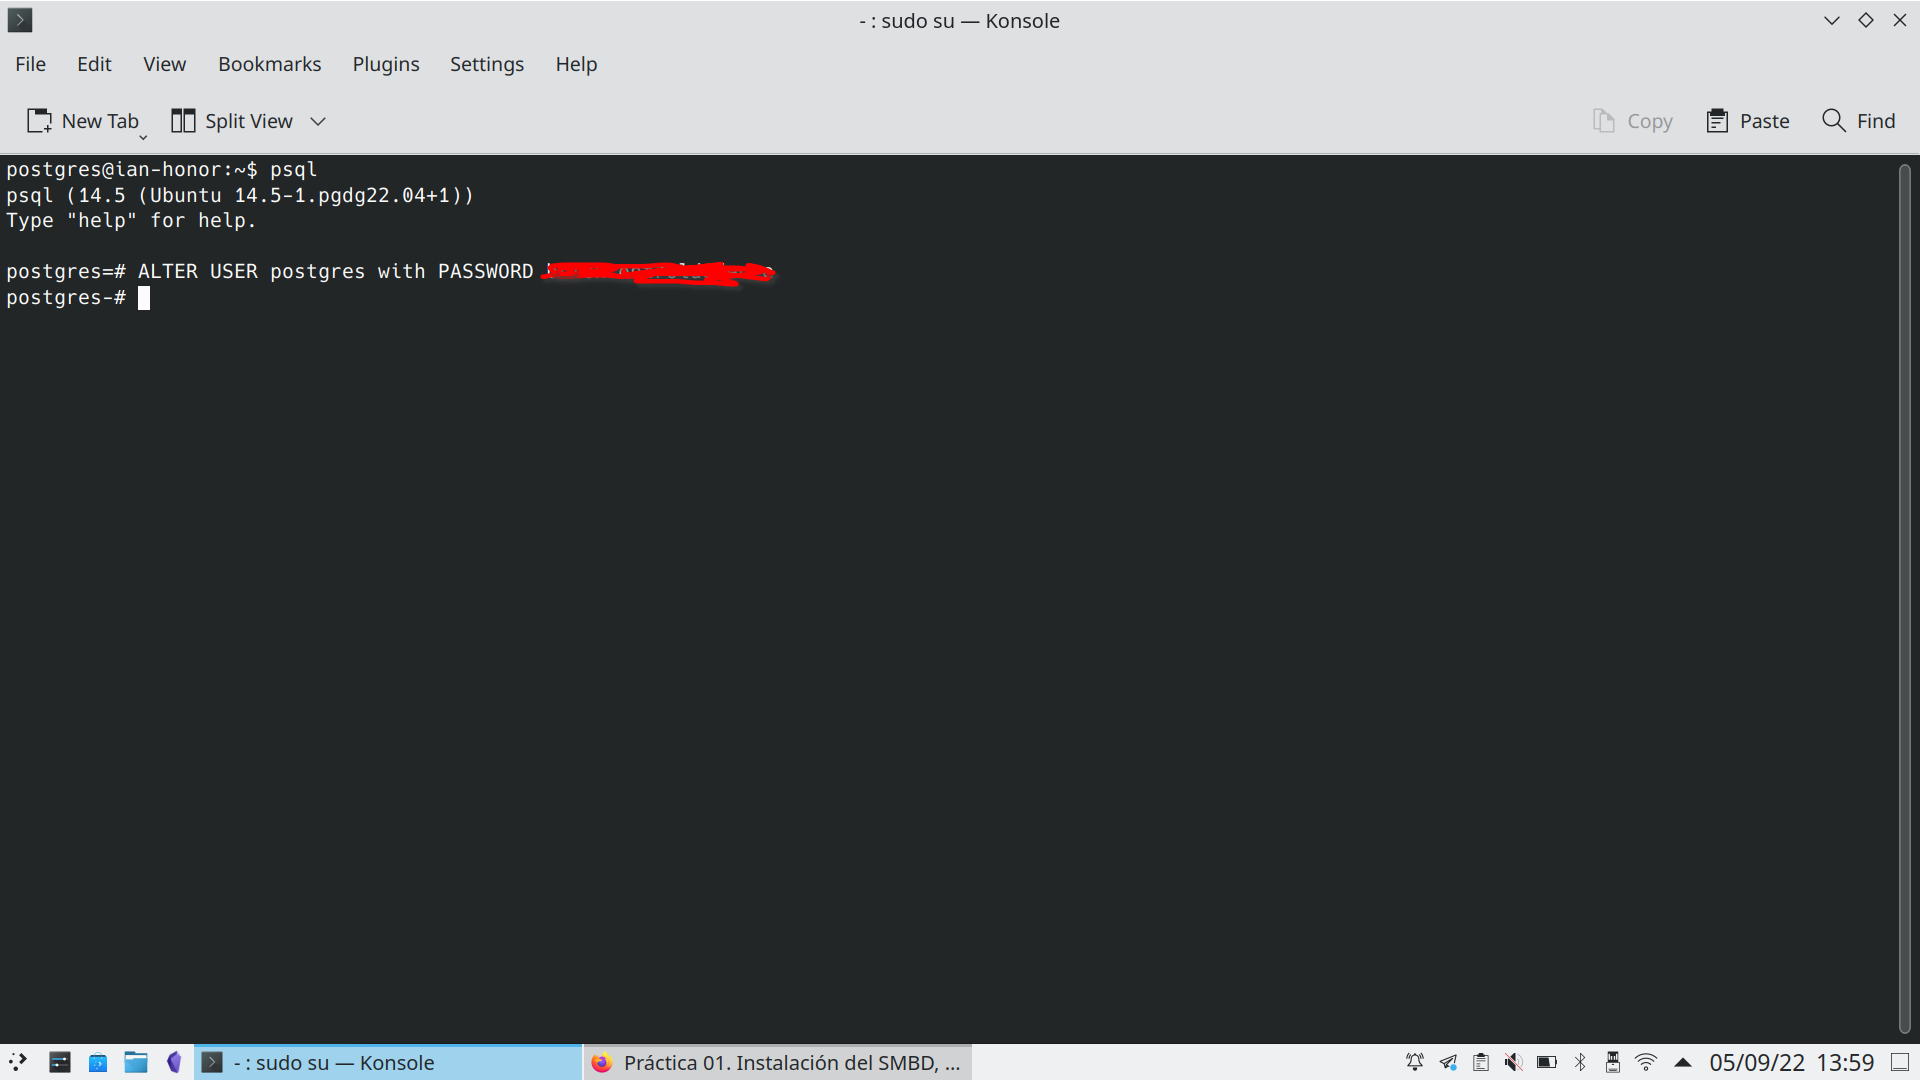 - : sudo su — Konsole
File Edit View Bookmarks Plugins Settings Help
New Tab Split View Copy Paste Find
postgres@ian-honor:~$ psql
psql (14.5 (Ubuntu 14.5-1.pgdg22.04+1))
Type "help" for help.
postgres=# ALTER USER postgres with PASSWORD
postgres-#
- : sudo su — Konsole Práctica 01. Instalación del SMBD, ... 05/09/22 13:59